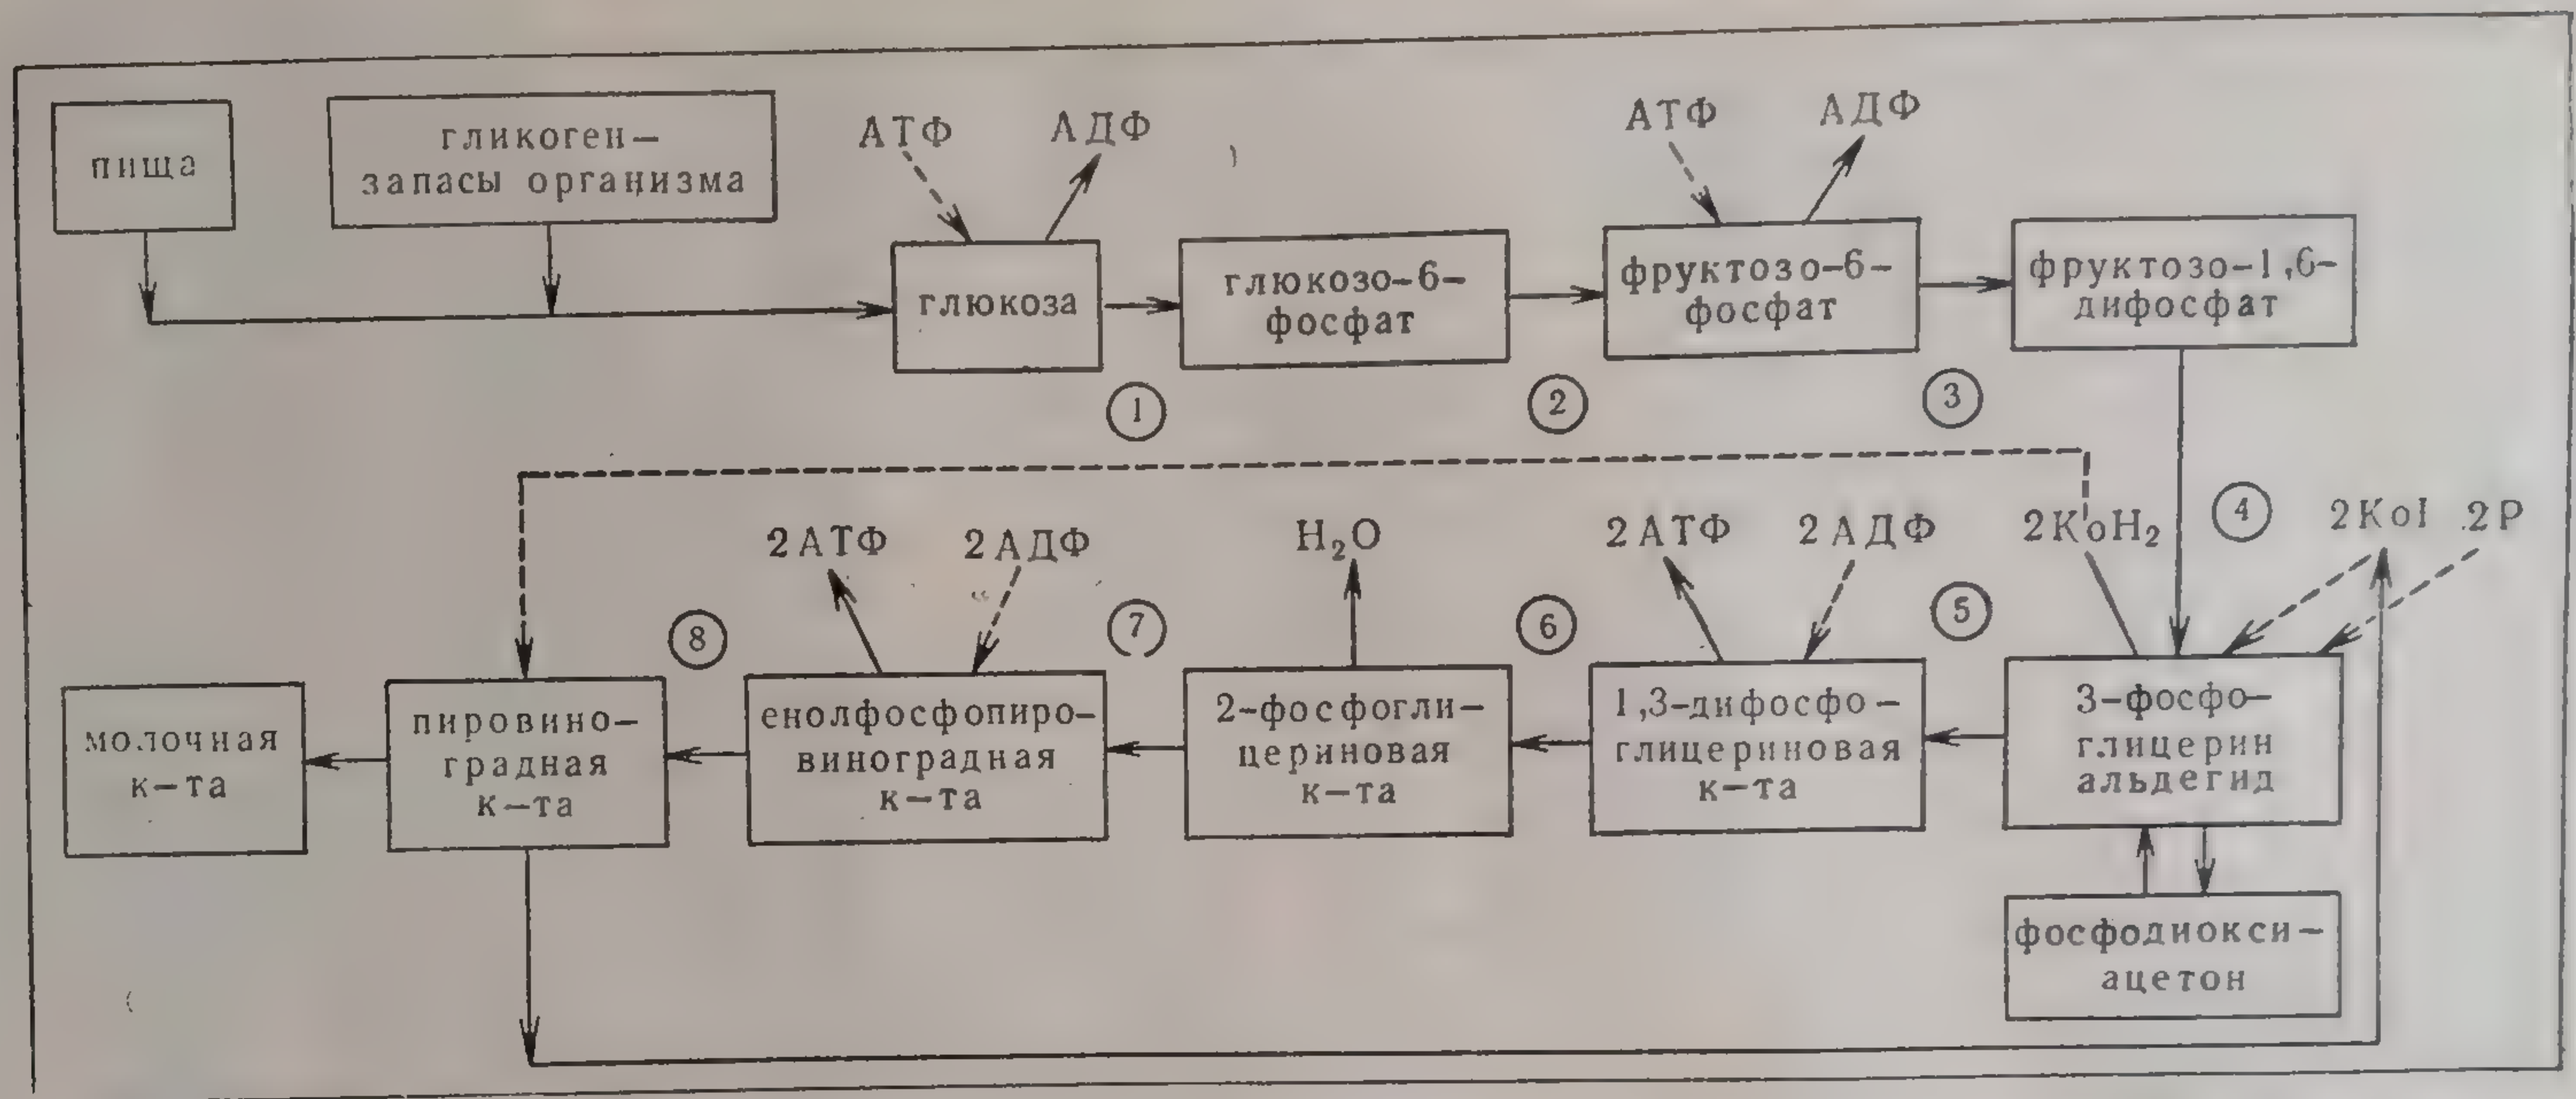 пища
гликоген—
запасы организма
АТФ
АДФ
АТФ
АДФ
глюкоза
глюкозо-6-
фосфат
фруктозо-6-
фосфат
фруктозо-1,6-
дифосфат
1
2
3
4
2АТФ
2АДФ
H₂O
2АТФ
2АДФ
2KoH₂
2KoI
2P
8
7
6
5
молочная
к-та
пировино-
градная
к-та
енолфосфопиро-
виноградная
к-та
2-фосфогли-
цериновая
к-та
1,3-дифосфо-
глицериновая
к-та
3-фосфо-
глицерин
альдегид
фосфодиокси-
ацетон